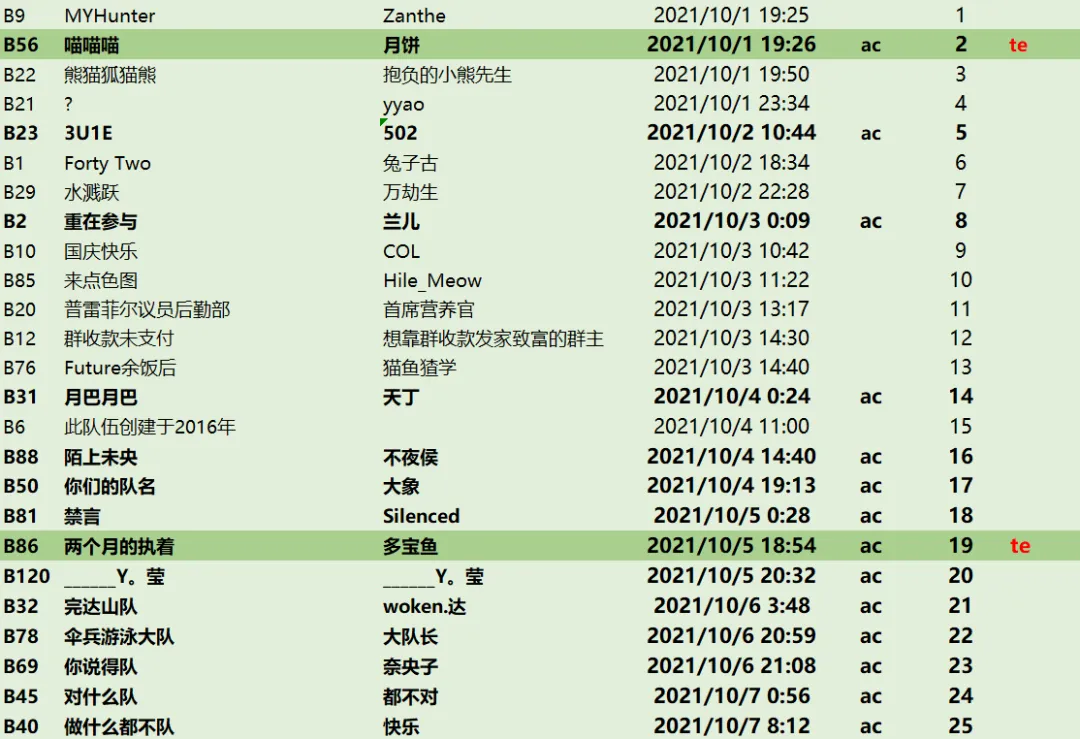 B9 MYHunter Zanthe 2021/10/1 19:25 1
B56 喵喵喵 月饼 2021/10/1 19:26 ac 2 te
B22 熊猫狐猫熊 抱负的小熊先生 2021/10/1 19:50 3
B21 ? yyao 2021/10/1 23:34 4
B23 3U1E 502 2021/10/2 10:44 ac 5
B1 Forty Two 兔子古 2021/10/2 18:34 6
B29 水溅跃 万劫生 2021/10/2 22:28 7
B2 重在参与 兰儿 2021/10/3 0:09 ac 8
B10 国庆快乐 COL 2021/10/3 10:42 9
B85 来点色图 Hile_Meow 2021/10/3 11:22 10
B20 普雷菲尔议员后勤部 首席营养官 2021/10/3 13:17 11
B12 群收款未支付 想靠群收款发家致富的群主 2021/10/3 14:30 12
B76 Future余饭后 猫鱼猹学 2021/10/3 14:40 13
B31 月巴月巴 天丁 2021/10/4 0:24 ac 14
B6 此队伍创建于2016年 2021/10/4 11:00 15
B88 陌上未央 不夜侯 2021/10/4 14:40 ac 16
B50 你们的队名 大象 2021/10/4 19:13 ac 17
B81 禁言 Silenced 2021/10/5 0:28 ac 18
B86 两个月的执着 多宝鱼 2021/10/5 18:54 ac 19 te
B120 ______Y。莹 ______Y。莹 2021/10/5 20:32 ac 20
B32 完达山队 woken.达 2021/10/6 3:48 ac 21
B78 伞兵游泳大队 大队长 2021/10/6 20:59 ac 22
B69 你说得队 奈央子 2021/10/6 21:08 ac 23
B45 对什么队 都不对 2021/10/7 0:56 ac 24
B40 做什么都不队 快乐 2021/10/7 8:12 ac 25